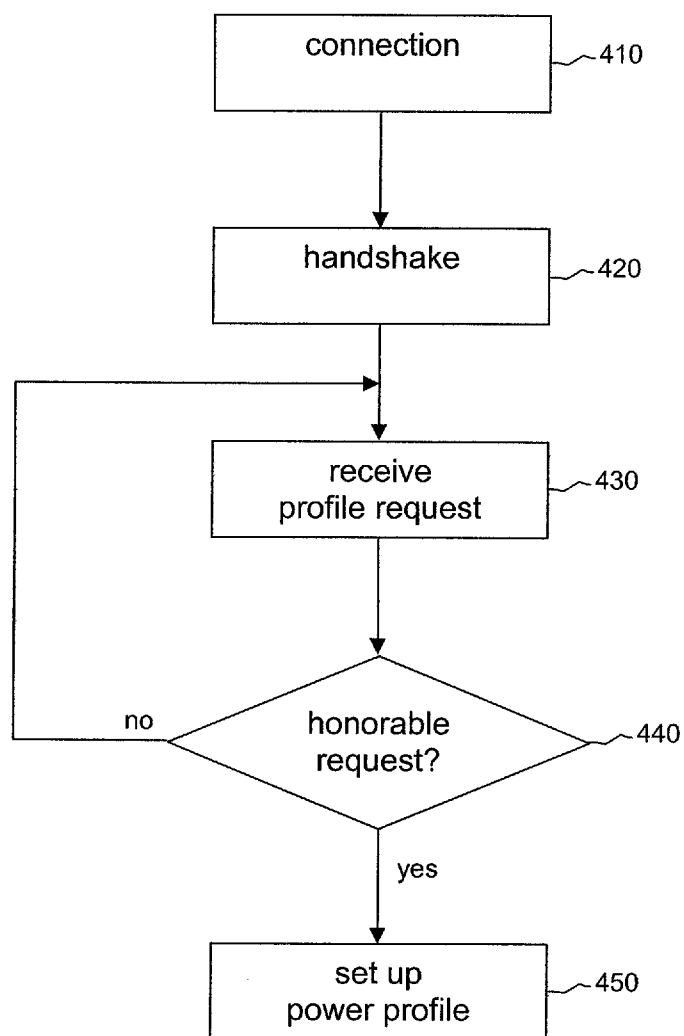 connection
410
handshake
420
receive
profile request
430
no
honorable
request?
440
yes
set up
power profile
450